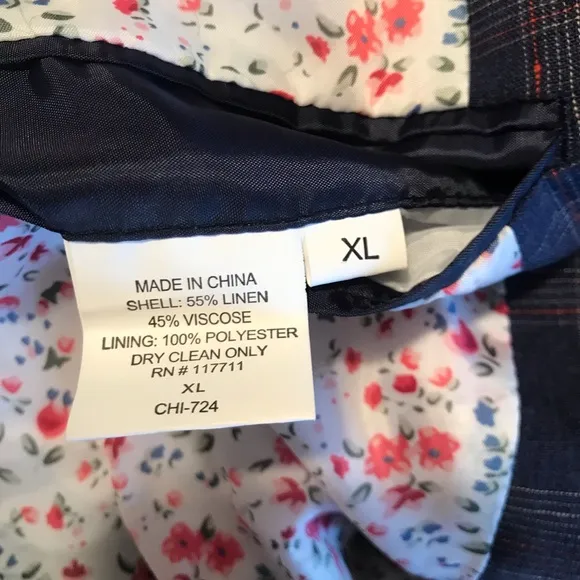 XL
MADE IN CHINA
SHELL: 55% LINEN
45% VISCOSE
LINING: 100% POLYESTER
DRY CLEAN ONLY
RN # 117711
XL
CHI-724